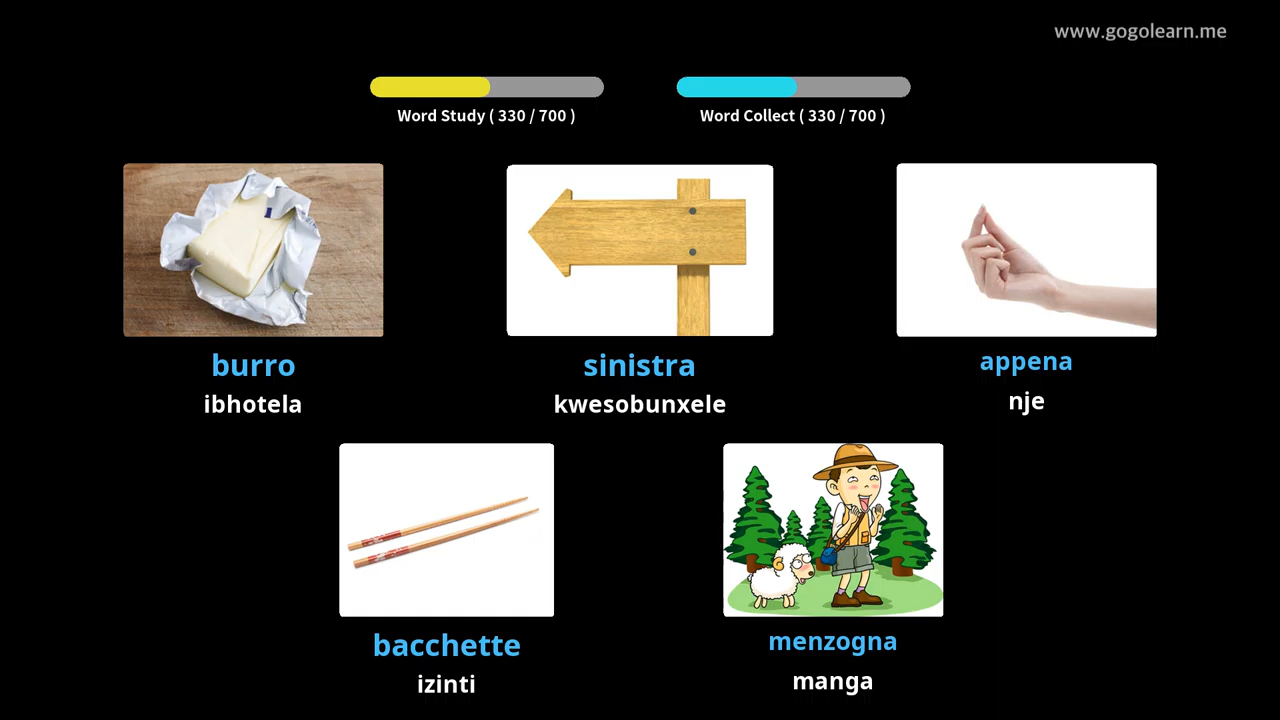 www.gogolearn.me
Word Study ( 330 / 700 )
Word Collect ( 330 / 700 )
burro
ibhotela
sinistra
kwesobunxele
appena
nje
bacchette
izinti
menzogna
manga